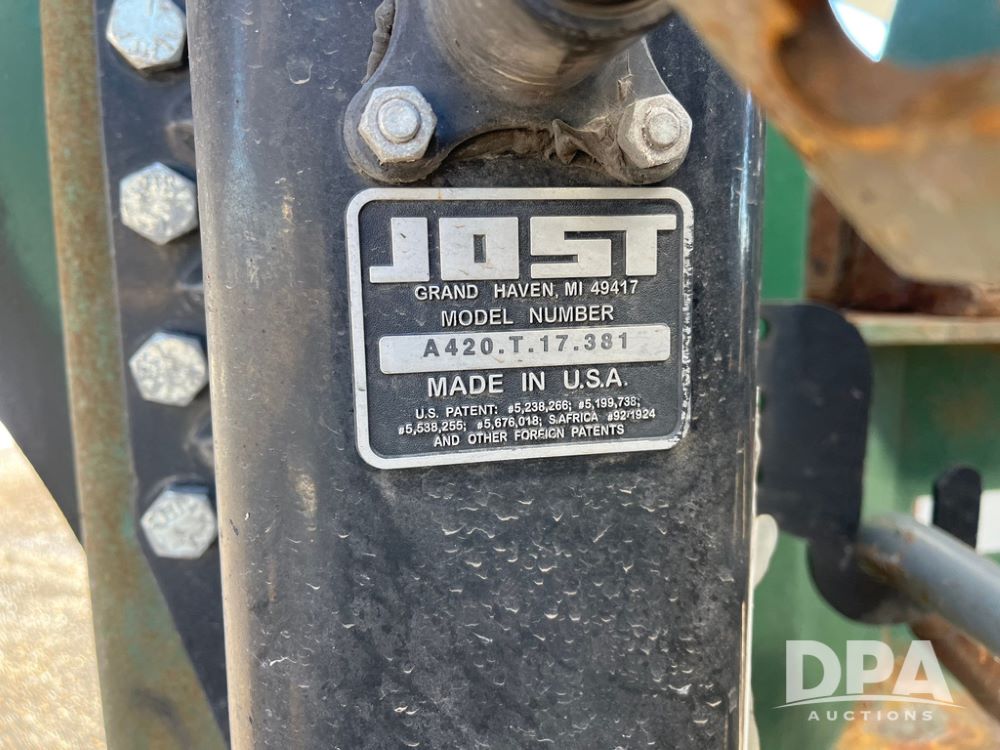 JOST
GRAND HAVEN, MI 49417
MODEL NUMBER
A420.T.17.381
MADE IN U.S.A.
U.S. PATENT: #5,238,266; #5,199,738;
#5,538,255; #5,676,018; S.AFRICA #92/1924
AND OTHER FOREIGN PATENTS
DPA
AUCTIONS